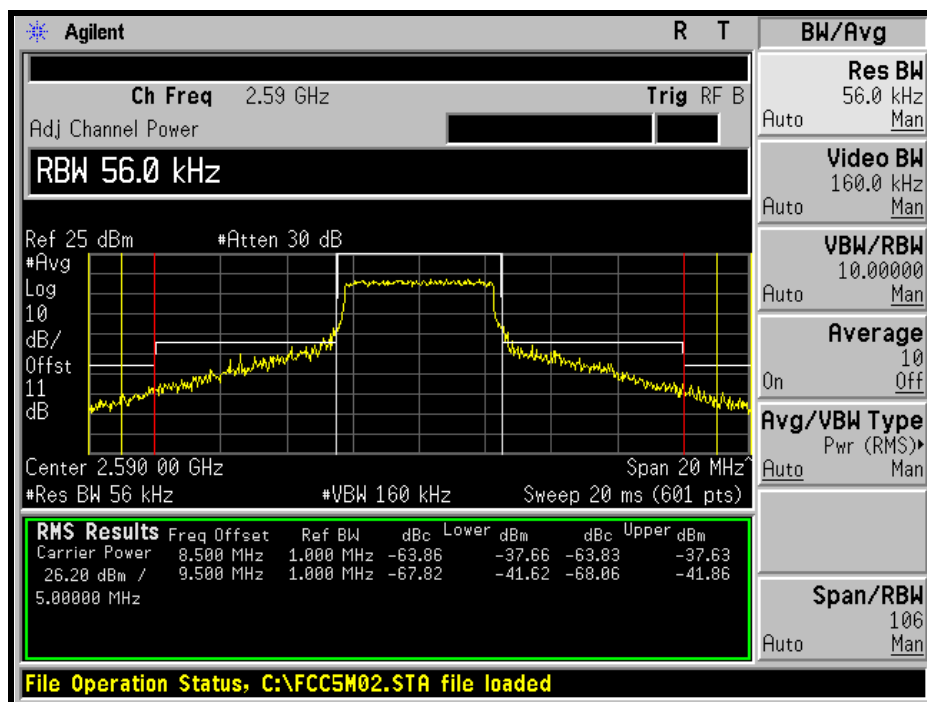 Agilent R T BW/Avg
Ch Freq 2.59 GHz Trig RF B
Adj Channel Power
RBW 56.0 kHz
Ref 25 dBm #Atten 30 dB
#Avg
Log
10
dB/
Offst
11
dB
Center 2.590 00 GHz Span 20 MHz^
#Res BW 56 kHz #VBW 160 kHz Sweep 20 ms (601 pts)
RMS Results Freq Offset Ref BW dBc Lower dBm dBc Upper dBm
Carrier Power 8.500 MHz 1.000 MHz -63.86 -37.66 -63.83 -37.63
26.20 dBm / 9.500 MHz 1.000 MHz -67.82 -41.62 -68.06 -41.86
5.00000 MHz
File Operation Status, C:\FCC5M02.STA file loaded
Res BW
56.0 kHz
Auto Man
Video BW
160.0 kHz
Auto Man
VBW/RBW
10.00000
Auto Man
Average
10
On Off
Avg/VBW Type
Pwr (RMS)▸
Auto Man
Span/RBW
106
Auto Man